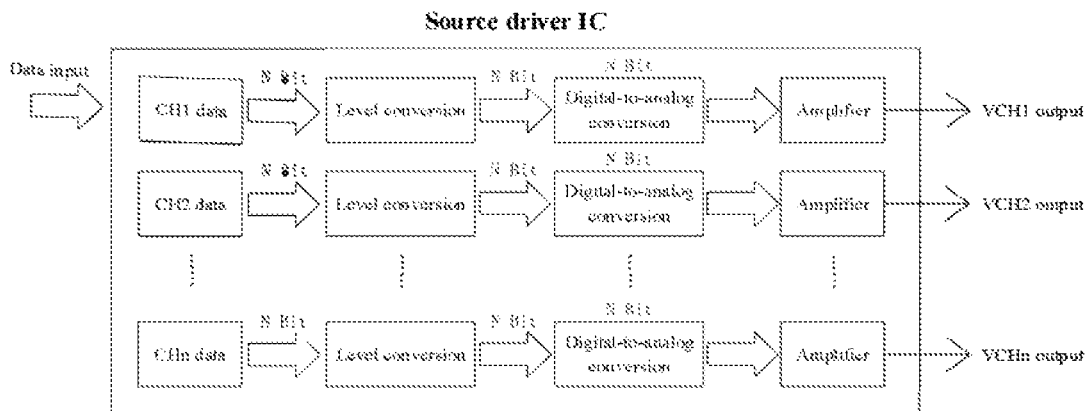 Source driver IC
Data input
N Bit
N Bit
N Bit
CH1 data
Level conversion
Digital-to-analog
conversion
Amplifier
VCH1 output
N Bit
N Bit
N Bit
CH2 data
Level conversion
Digital-to-analog
conversion
Amplifier
VCH2 output
N Bit
N Bit
N Bit
CHn data
Level conversion
Digital-to-analog
conversion
Amplifier
VCHn output